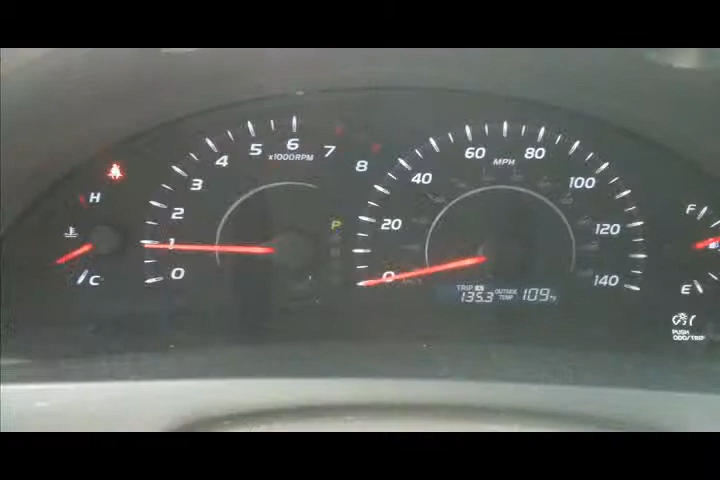 H
C
0
1
2
3
4
5
6
7
8
x1000RPM
P
0
20
40
60
80
100
120
140
MPH
TRIP
135.3
OUTSIDE
TEMP
109°F
F
E
PUSH
ODO/TRIP